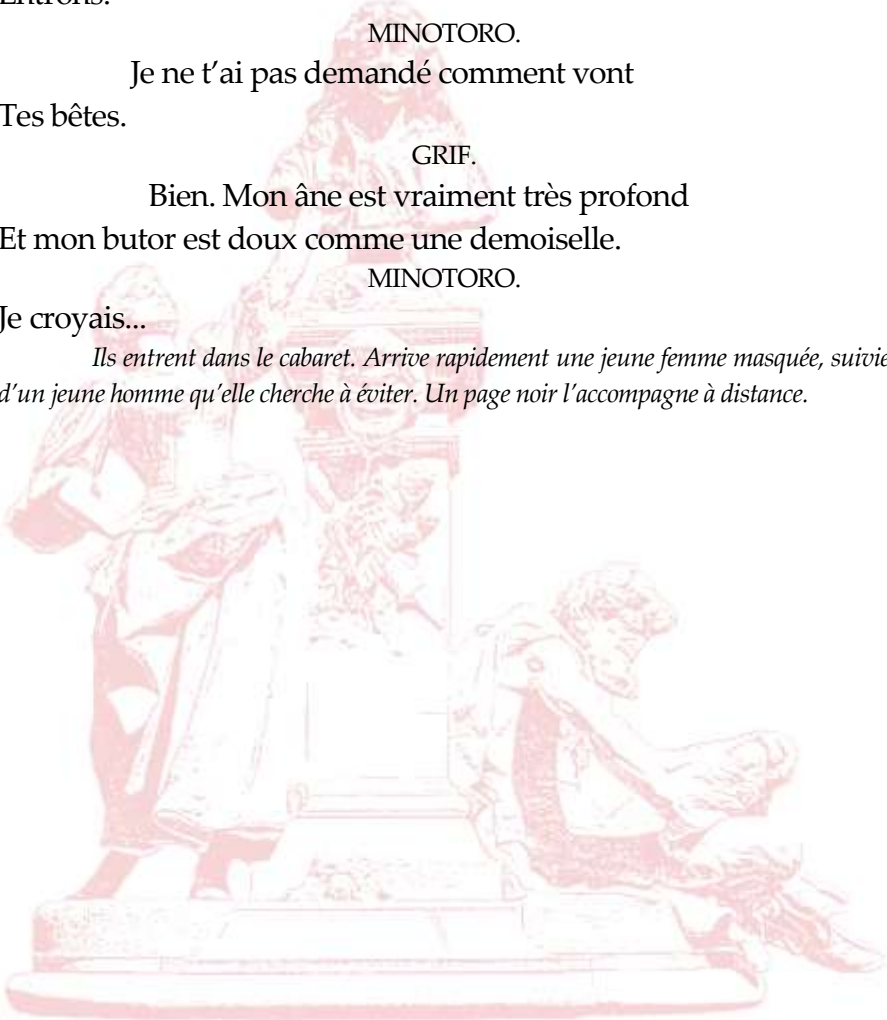 Entrons.
MINOTORO.
Je ne t’ai pas demandé comment vont
Tes bêtes.
GRIF.
Bien. Mon âne est vraiment très profond
Et mon butor est doux comme une demoiselle.
MINOTORO.
Je croyais...
Ils entrent dans le cabaret. Arrive rapidement une jeune femme masquée, suivie
d’un jeune homme qu’elle cherche à éviter. Un page noir l’accompagne à distance.